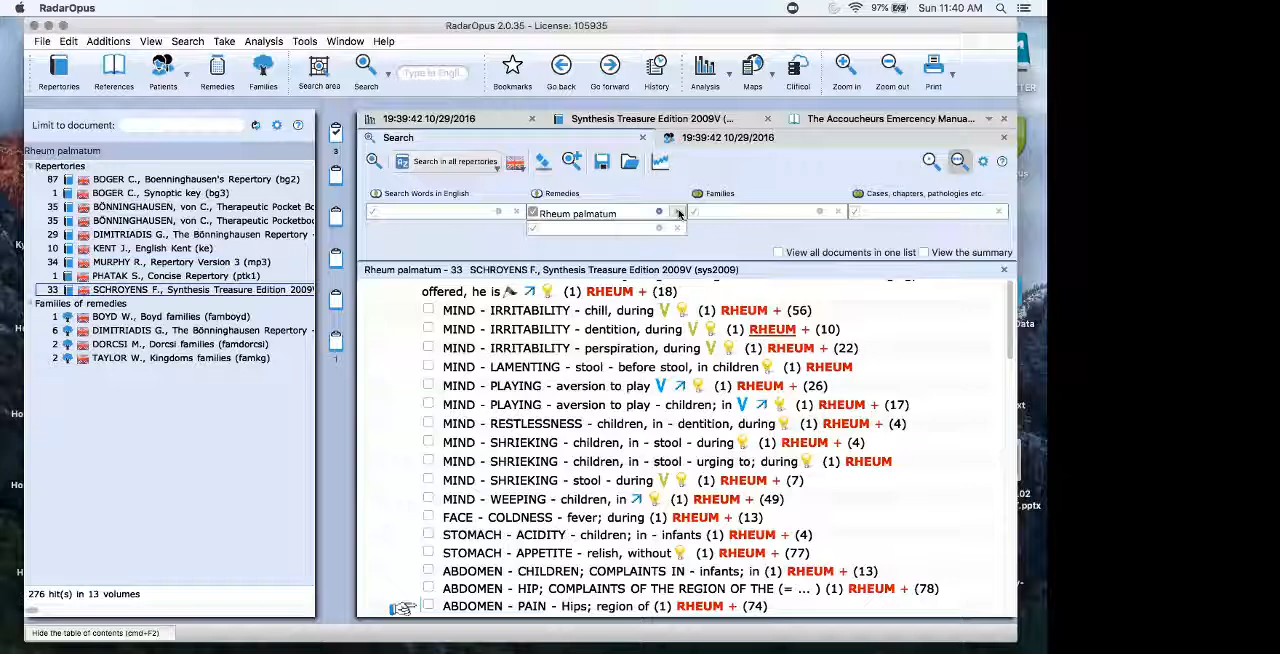 RadarOpus
97%
Sun 11:40 AM
RadarOpus 2.0.35 - License: 105935
File Edit Additions View Search Take Analysis Tools Window Help
Type to Engl.
Repertories References Patients Remedies Families Search area Search Bookmarks Go back Go forward History Analysis Maps Clificol Zoom in Zoom out Print
Limit to document:
19:39:42 10/29/2016
Synthesis Treasure Edition 2009V (...
The Accoucheurs Emercency Manua...
Search
19:39:42 10/29/2016
Search in all repertories
Search Words in English Remedies Families Cases, chapters, pathologies etc.
Rheum palmatum
View all documents in one list View the summary
Rheum palmatum
Repertories
87 BOGER C., Boenninghausen's Repertory (bg2)
1 BOGER C., Synoptic key (bg3)
35 BÖNNINGHAUSEN, von C., Therapeutic Pocket Bo
35 BÖNNINGHAUSEN, von C., Therapeutic Pocketboo
29 DIMITRIADIS G., The Bönninghausen Repertory -
10 KENT J., English Kent (ke)
34 MURPHY R., Repertory Version 3 (mp3)
1 PHATAK S., Concise Repertory (ptk1)
33 SCHROYENS F., Synthesis Treasure Edition 2009V
Families of remedies
1 BOYD W., Boyd families (famboyd)
6 DIMITRIADIS G., The Bönninghausen Repertory -
2 DORCSI M., Dorcsi families (famdorcsi)
2 TAYLOR W., Kingdoms families (famkg)
276 hit(s) in 13 volumes
Hide the table of contents (cmd+F2)
3
1
Rheum palmatum - 33 SCHROYENS F., Synthesis Treasure Edition 2009V (sys2009)
offered, he is (1) RHEUM + (18)
MIND - IRRITABILITY - chill, during V (1) RHEUM + (56)
MIND - IRRITABILITY - dentition, during V (1) RHEUM + (10)
MIND - IRRITABILITY - perspiration, during V (1) RHEUM + (22)
MIND - LAMENTING - stool - before stool, in children (1) RHEUM
MIND - PLAYING - aversion to play V (1) RHEUM + (26)
MIND - PLAYING - aversion to play - children; in V (1) RHEUM + (17)
MIND - RESTLESSNESS - children, in - dentition, during (1) RHEUM + (4)
MIND - SHRIEKING - children, in - stool - during (1) RHEUM + (4)
MIND - SHRIEKING - children, in - stool - urging to; during (1) RHEUM
MIND - SHRIEKING - stool - during V (1) RHEUM + (7)
MIND - WEEPING - children, in (1) RHEUM + (49)
FACE - COLDNESS - fever; during (1) RHEUM + (13)
STOMACH - ACIDITY - children; in - infants (1) RHEUM + (4)
STOMACH - APPETITE - relish, without (1) RHEUM + (77)
ABDOMEN - CHILDREN; COMPLAINTS IN - infants; in (1) RHEUM + (13)
ABDOMEN - HIP; COMPLAINTS OF THE REGION OF THE (= ... ) (1) RHEUM + (78)
ABDOMEN - PAIN - Hips; region of (1) RHEUM + (74)
Data
.pptx